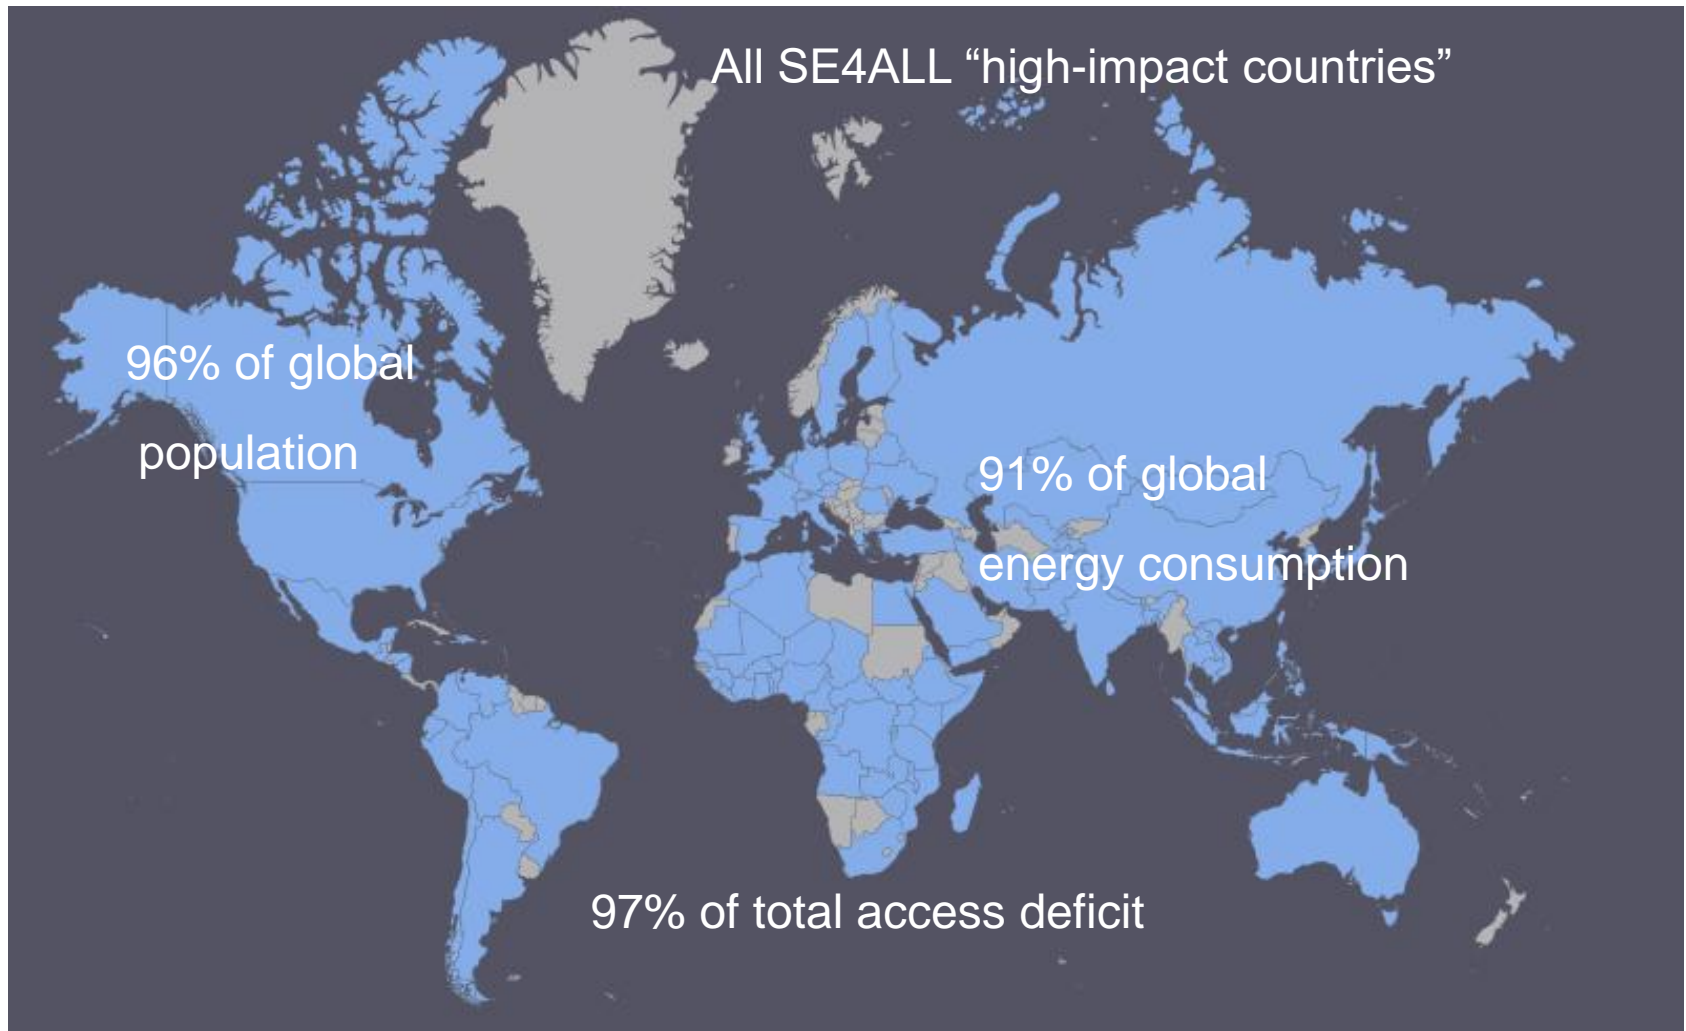 All SE4ALL “high-impact countries”
96% of global
population
91% of global
energy consumption
97% of total access deficit